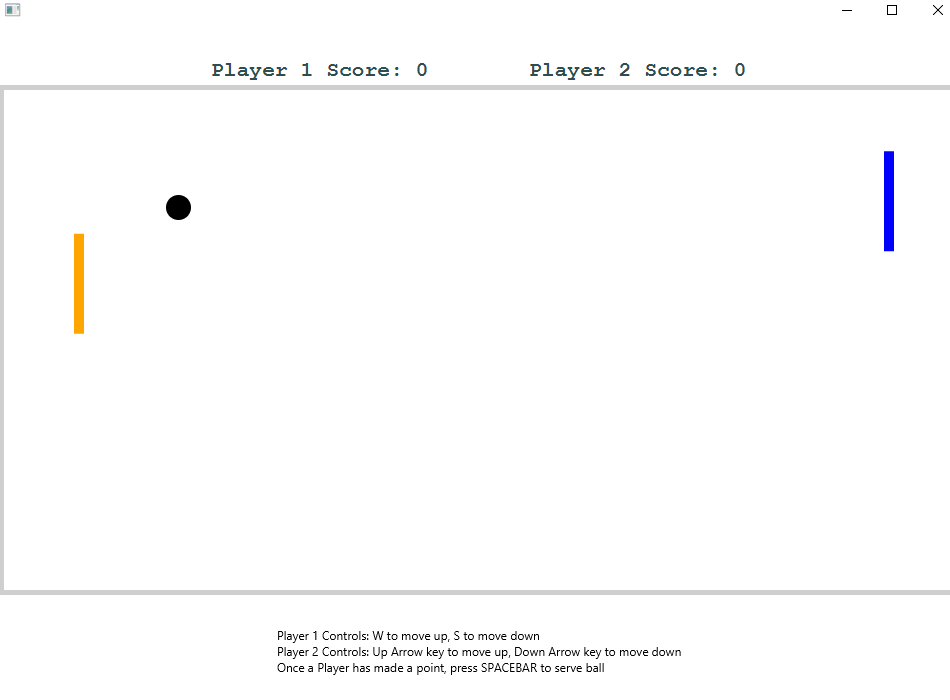 Player 1 Score: 0 Player 2 Score: 0
Player 1 Controls: W to move up, S to move down
Player 2 Controls: Up Arrow key to move up, Down Arrow key to move down
Once a Player has made a point, press SPACEBAR to serve ball